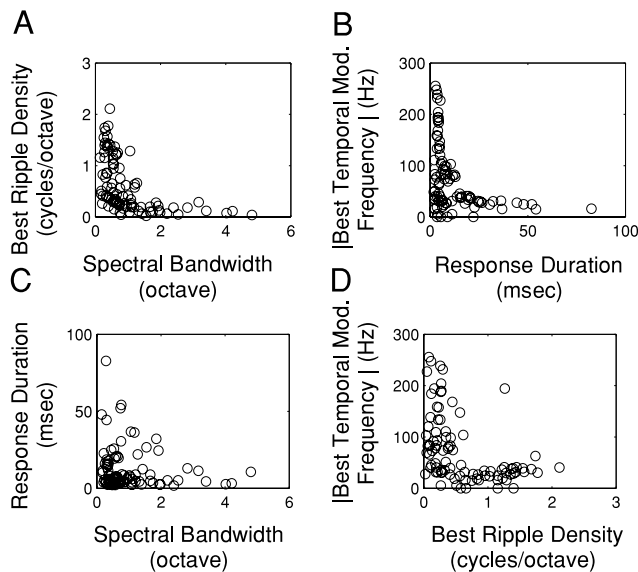 A
Best Ripple Density
(cycles/octave)
3
2
1
0
0 2 4 6
Spectral Bandwidth
(octave)
B
|Best Temporal Mod.
Frequency | (Hz)
300
200
100
0
0 50 100
Response Duration
(msec)
C
Response Duration
(msec)
100
50
0
0 2 4 6
Spectral Bandwidth
(octave)
D
|Best Temporal Mod.
Frequency | (Hz)
300
200
100
0
0 1 2 3
Best Ripple Density
(cycles/octave)